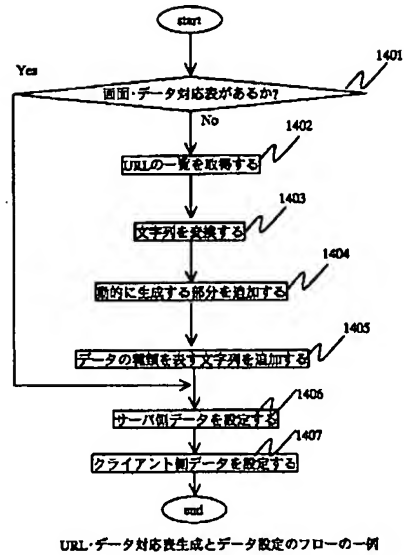 start
Yes
1401
画面・データ対応表があるか?
No
1402
URLの一覧を取得する
1403
文字列を変換する
1404
動的に生成する部分を追加する
1405
データの種類を表す文字列を追加する
1406
サーバ側データを設定する
1407
クライアント側データを設定する
end
URL・データ対応表生成とデータ設定のフローの一例